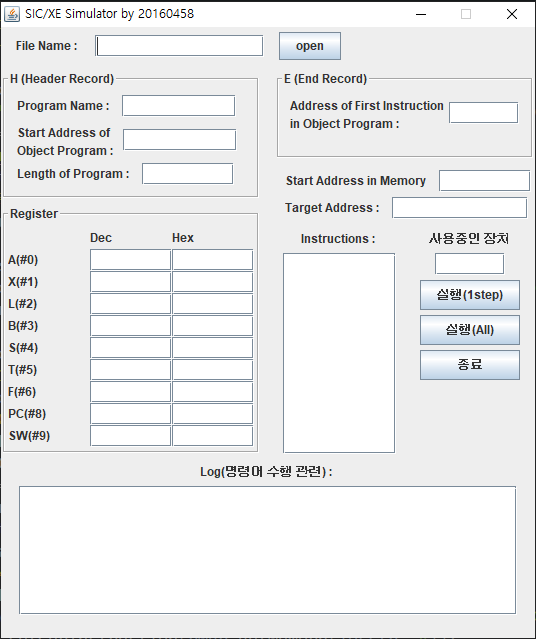 SIC/XE Simulator by 20160458
File Name :
open
H (Header Record)
Program Name :
Start Address of
Object Program :
Length of Program :
E (End Record)
Address of First Instruction
in Object Program :
Start Address in Memory
Target Address :
Register
Dec Hex
A(#0)
X(#1)
L(#2)
B(#3)
S(#4)
T(#5)
F(#6)
PC(#8)
SW(#9)
Instructions :
사용중인 장치
실행(1step)
실행(All)
종료
Log(명령어 수행 관련) :